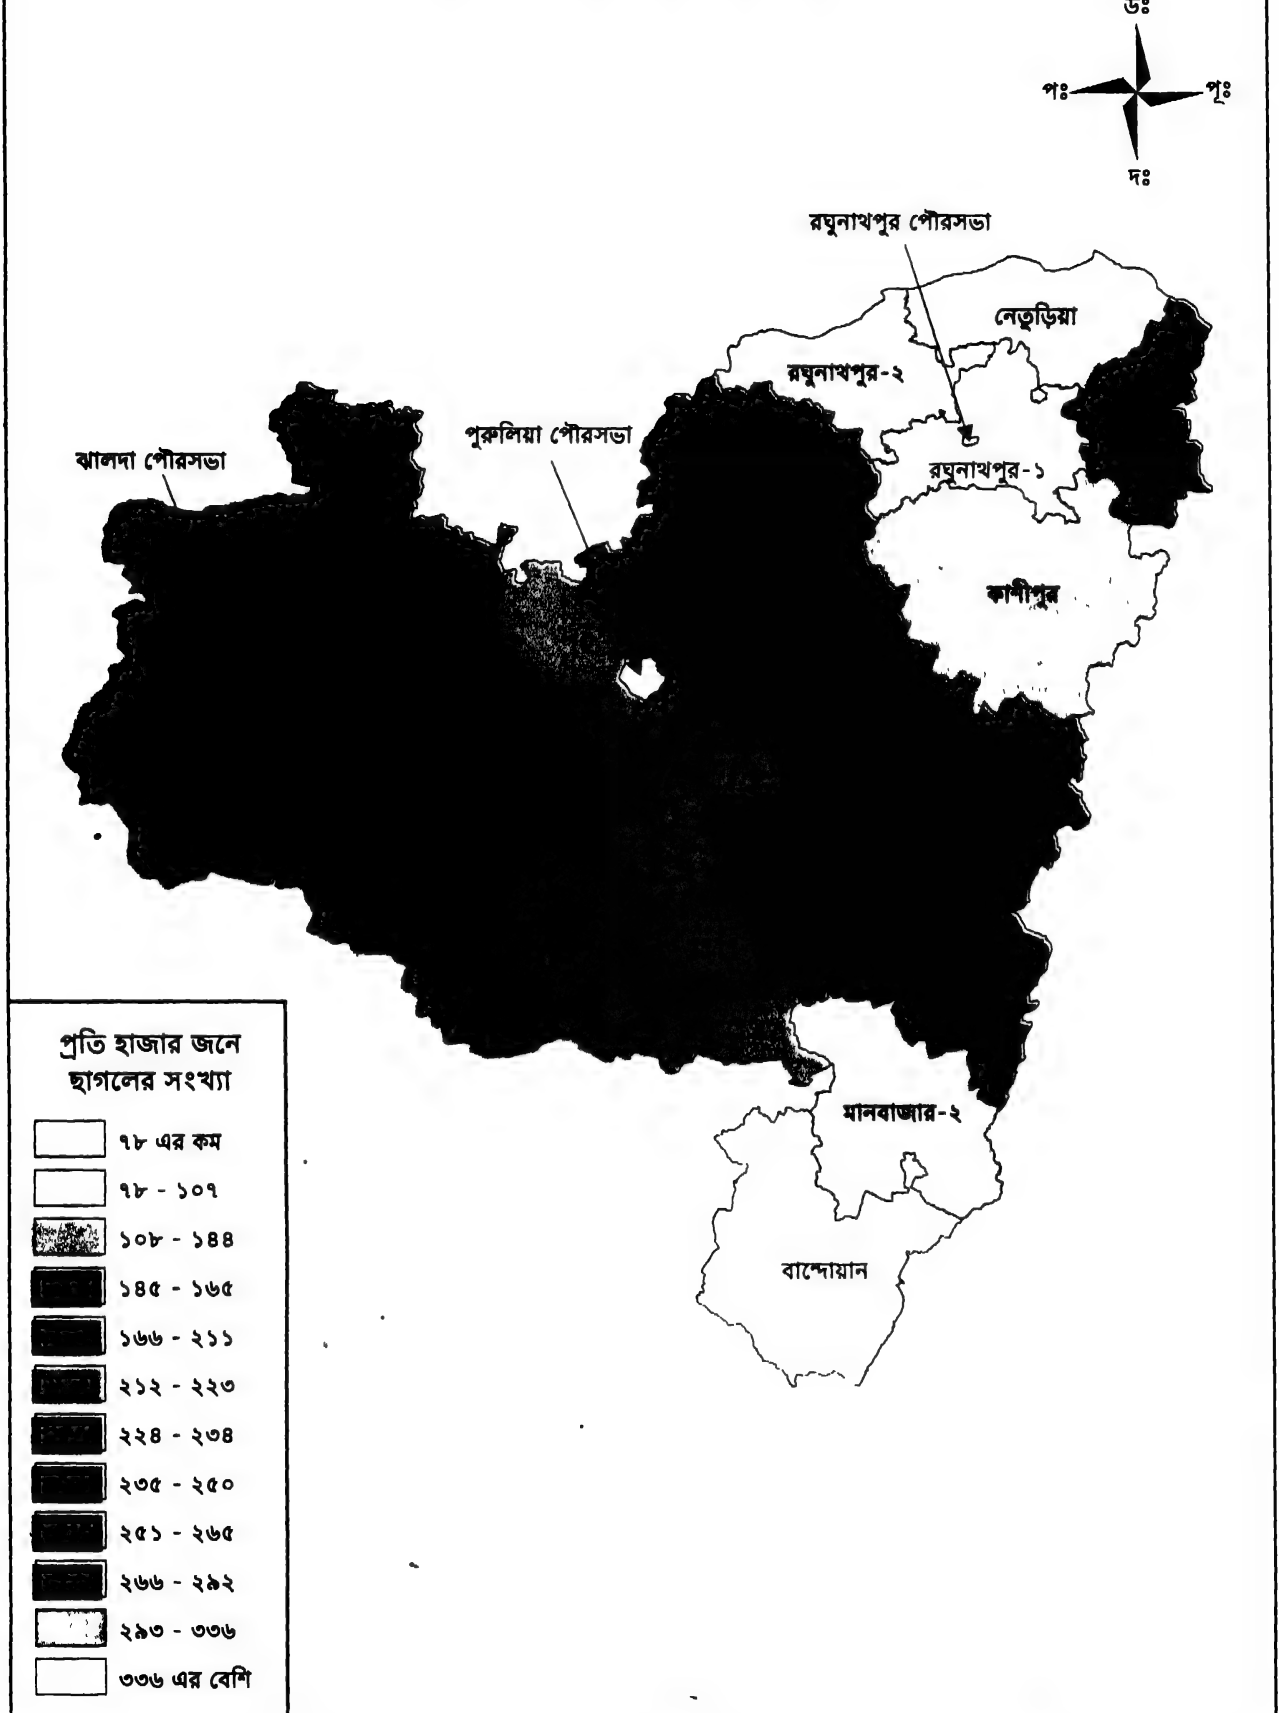 উঃ
পঃ
পূঃ
দঃ
রঘুনাথপুর পৌরসভা
নেতুড়িয়া
রঘুনাথপুর-২
পুরুলিয়া পৌরসভা
ঝালদা পৌরসভা
রঘুনাথপুর-১
কাশীপুর
মানবাজার-২
বান্দোয়ান
প্রতি হাজার জনে
ছাগলের সংখ্যা
৭৮ এর কম
৭৮ - ১০৭
১০৮ - ১৪৪
১৪৫ - ১৬৫
১৬৬ - ২১১
২১২ - ২২৩
২২৪ - ২৩৪
২৩৫ - ২৫০
২৫১ - ২৬৫
২৬৬ - ২৯২
২৯৩ - ৩৩৬
৩৩৬ এর বেশি